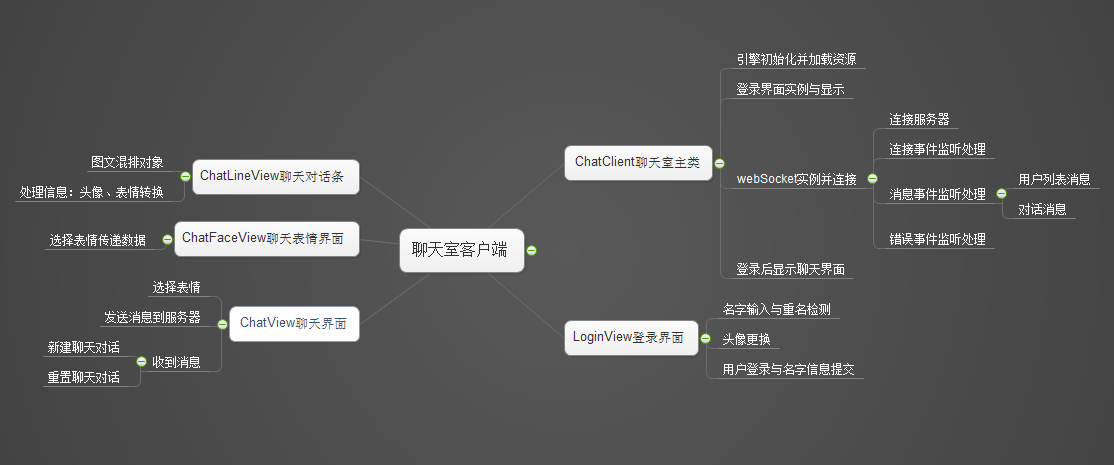 聊天室客户端
ChatClient聊天室主类
引擎初始化并加载资源
登录界面实例与显示
webSocket实例并连接
连接服务器
连接事件监听处理
消息事件监听处理
用户列表消息
对话消息
错误事件监听处理
登录后显示聊天界面
LoginView登录界面
名字输入与重名检测
头像更换
用户登录与名字信息提交
ChatLineView聊天对话条
图文混排对象
处理信息：头像、表情转换
ChatFaceView聊天表情界面
选择表情传递数据
ChatView聊天界面
选择表情
发送消息到服务器
收到消息
新建聊天对话
重置聊天对话